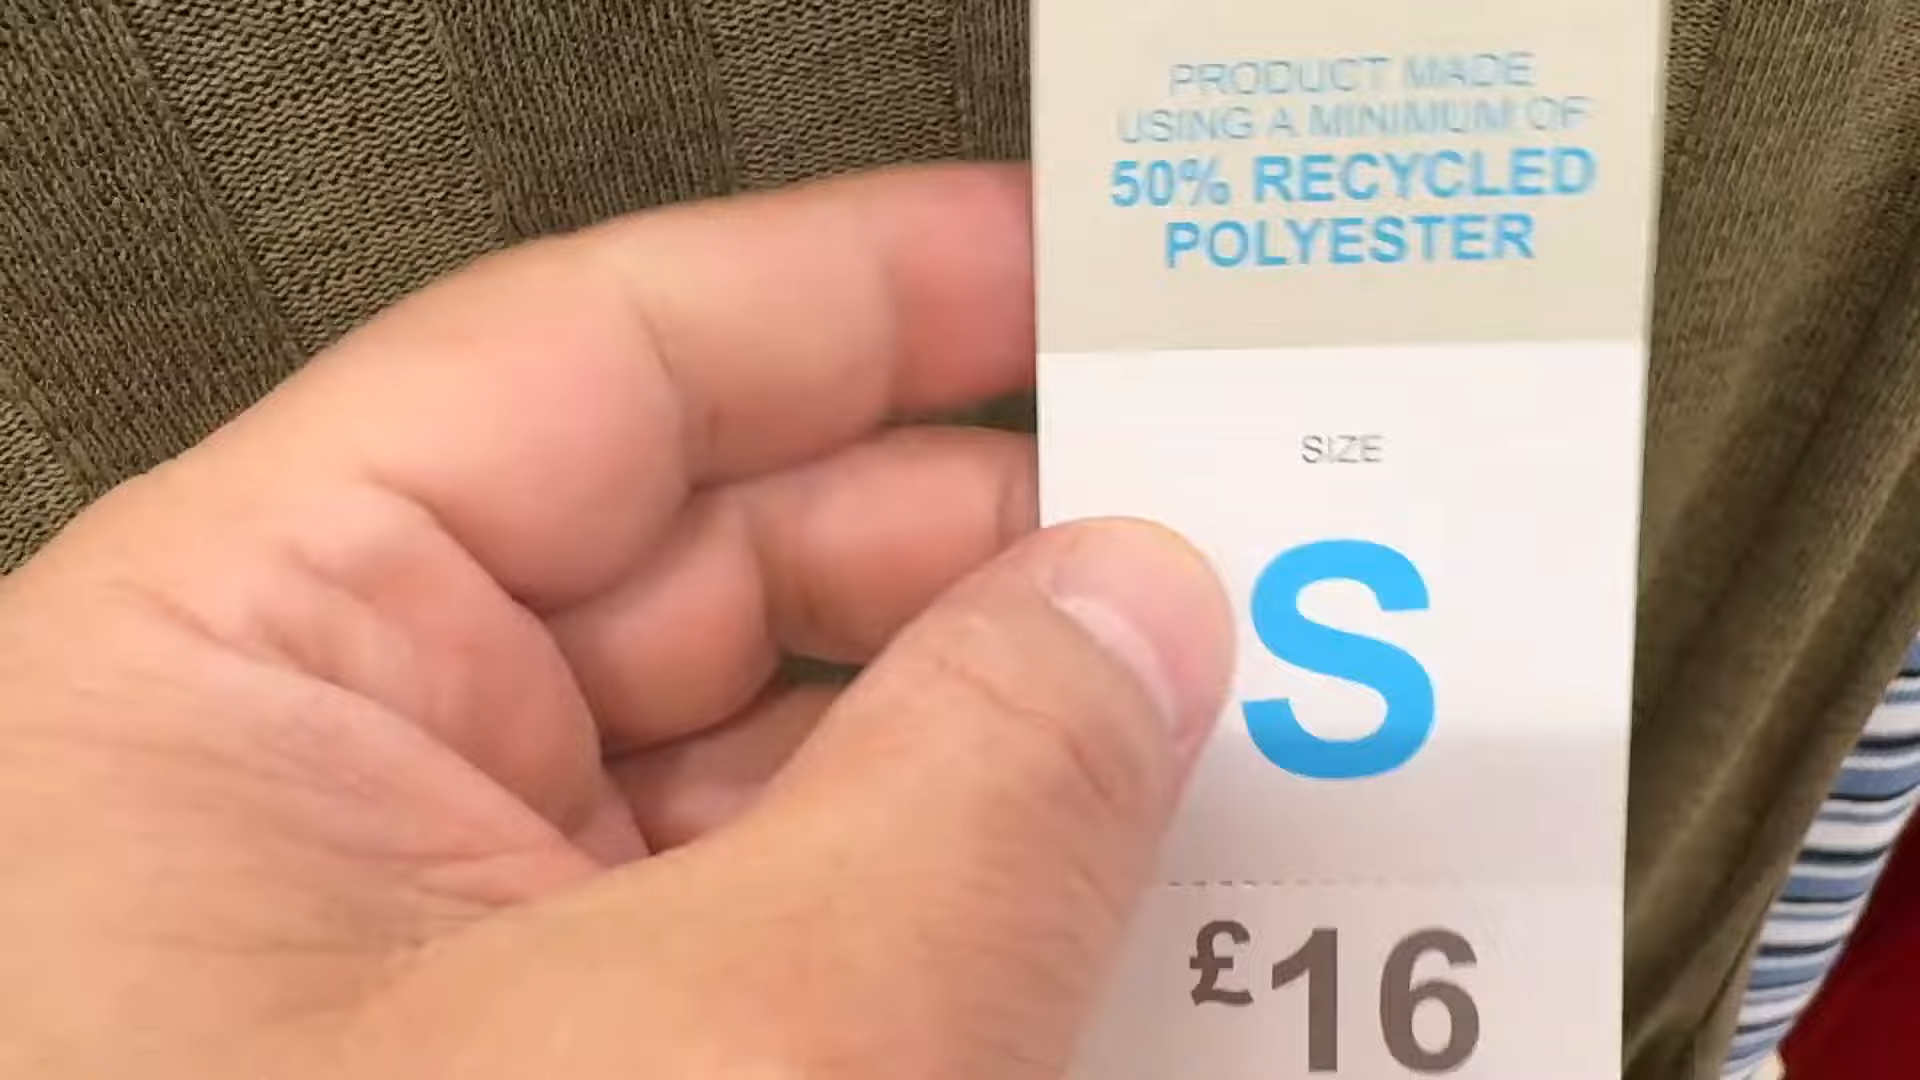 PRODUCT MADE
USING A MINIMUM OF
50% RECYCLED
POLYESTER
SIZE
S
£16